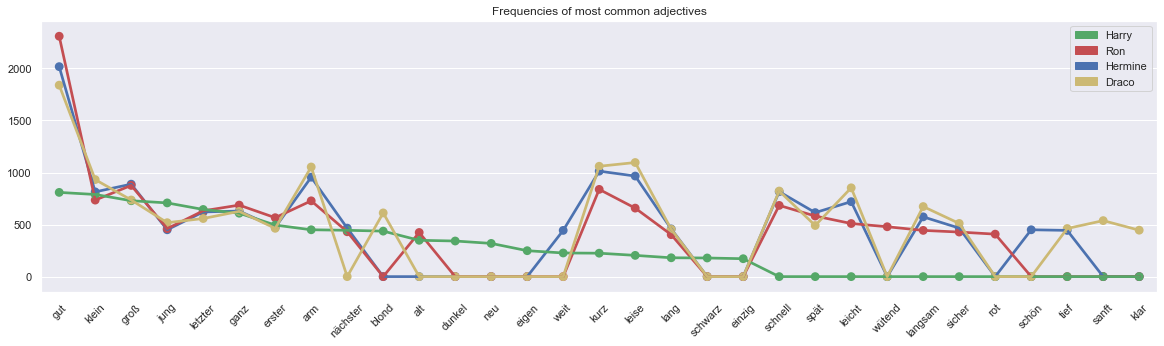 Frequencies of most common adjectives
Harry
Ron
Hermine
Draco
2000
1500
1000
500
0
gut
klein
groß
jung
letzter
ganz
erster
arm
nächster
blond
alt
dunkel
neu
eigen
weit
kurz
leise
lang
schwarz
einzig
schnell
spät
leicht
wütend
langsam
sicher
rot
schön
tief
sanft
klar